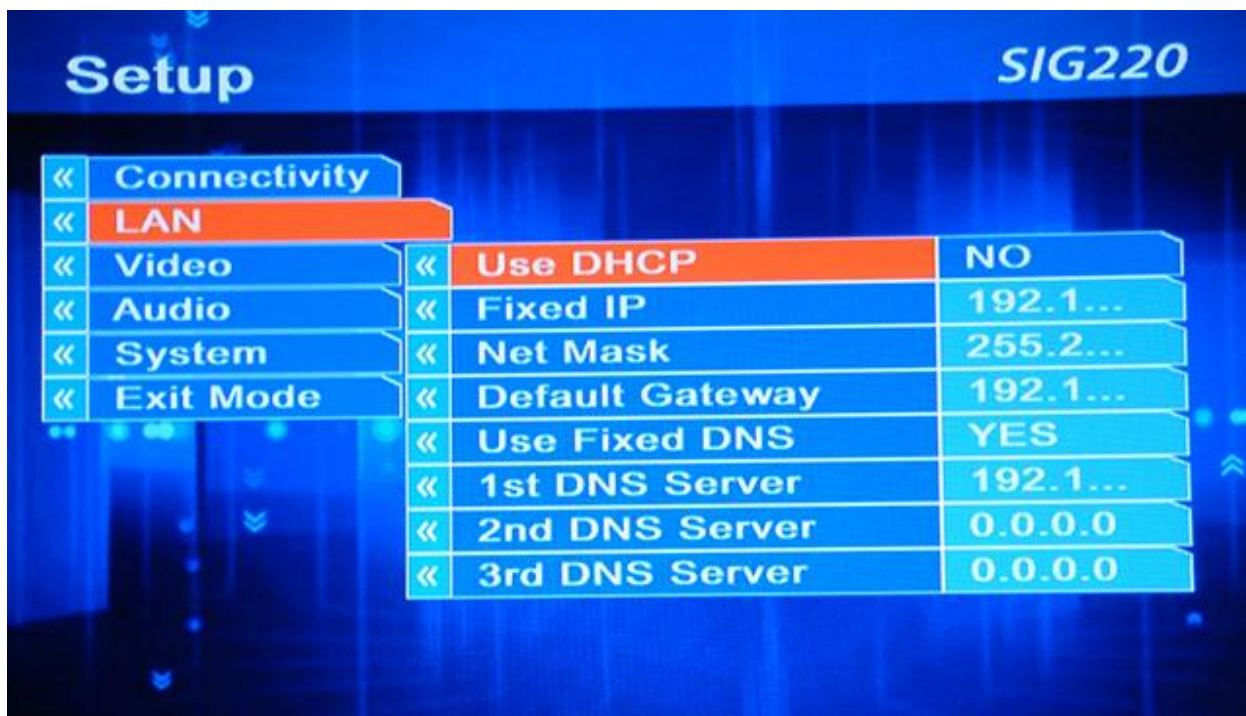 Setup
SIG220
Connectivity
LAN
Video
Audio
System
Exit Mode
Use DHCP NO
Fixed IP 192.1...
Net Mask 255.2...
Default Gateway 192.1...
Use Fixed DNS YES
1st DNS Server 192.1...
2nd DNS Server 0.0.0.0
3rd DNS Server 0.0.0.0